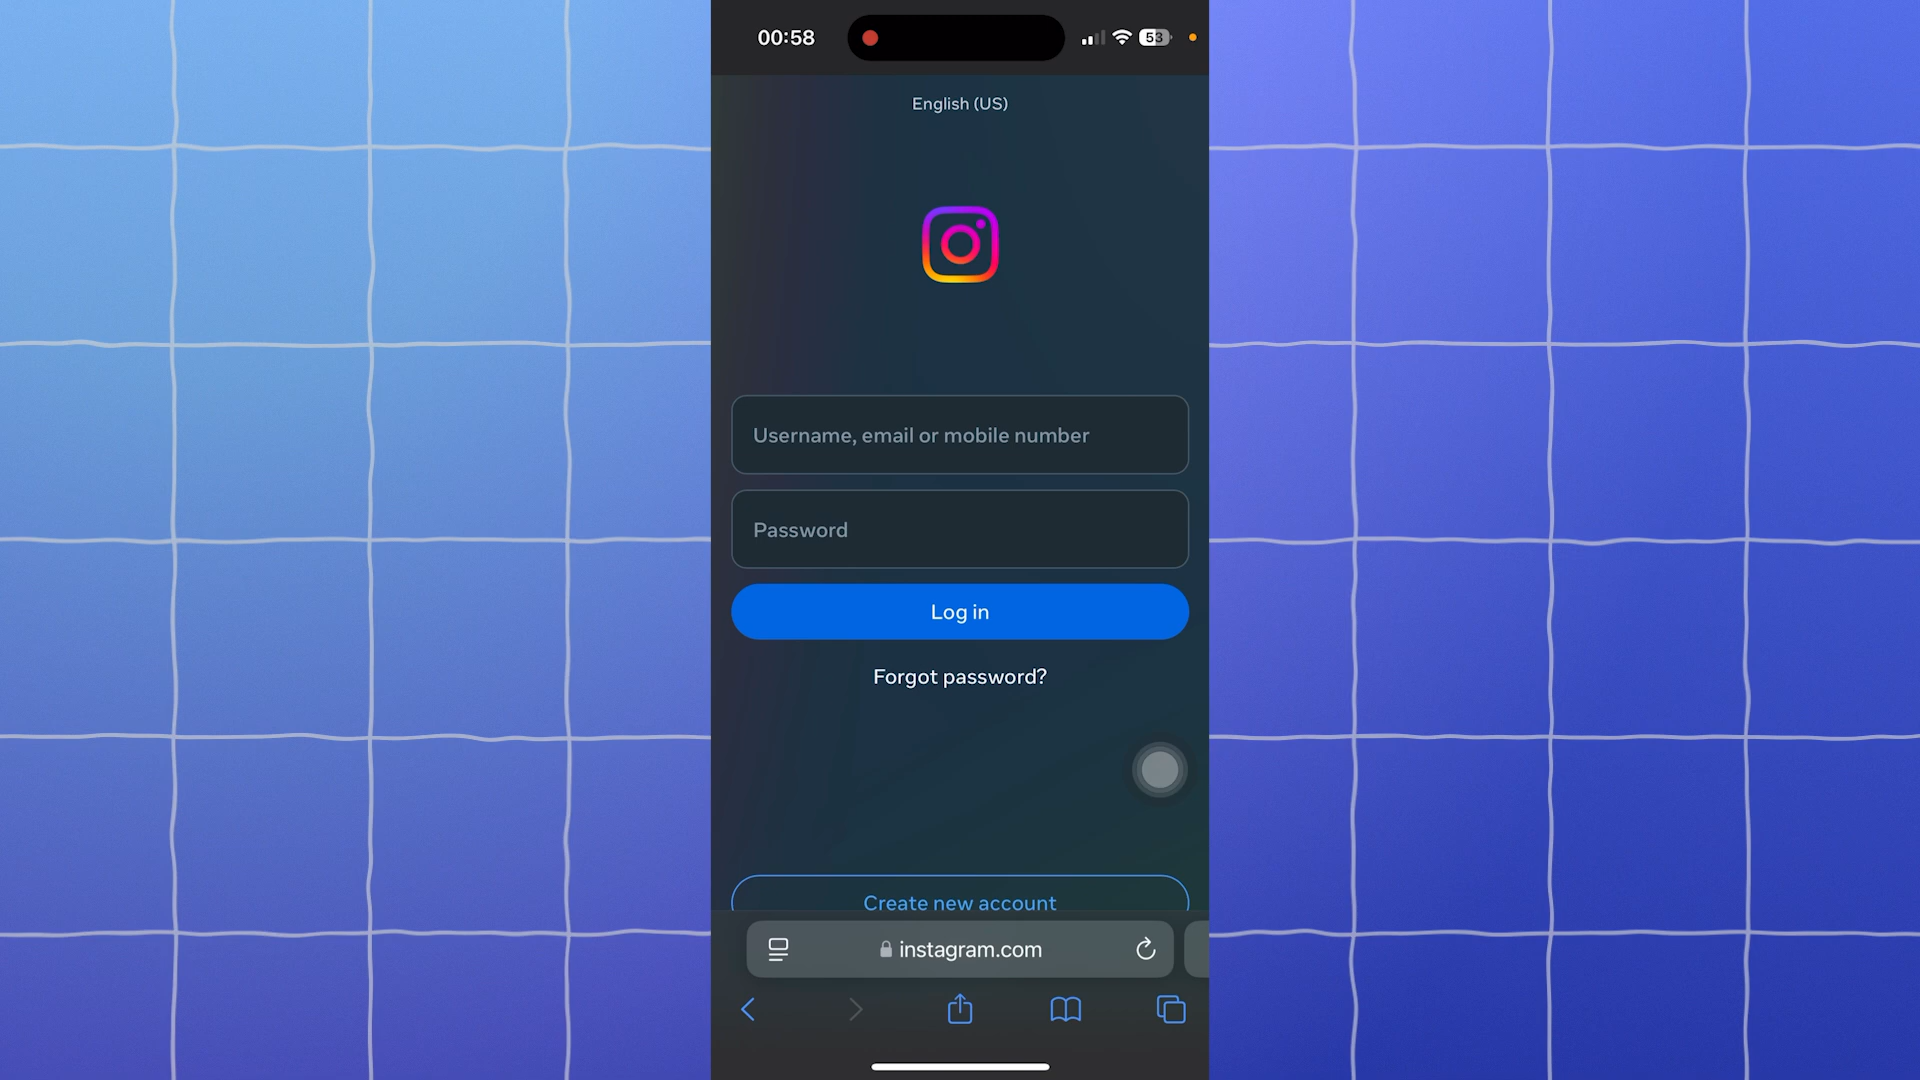 00:58
53
English (US)
Username, email or mobile number
Password
Log in
Forgot password?
Create new account
instagram.com